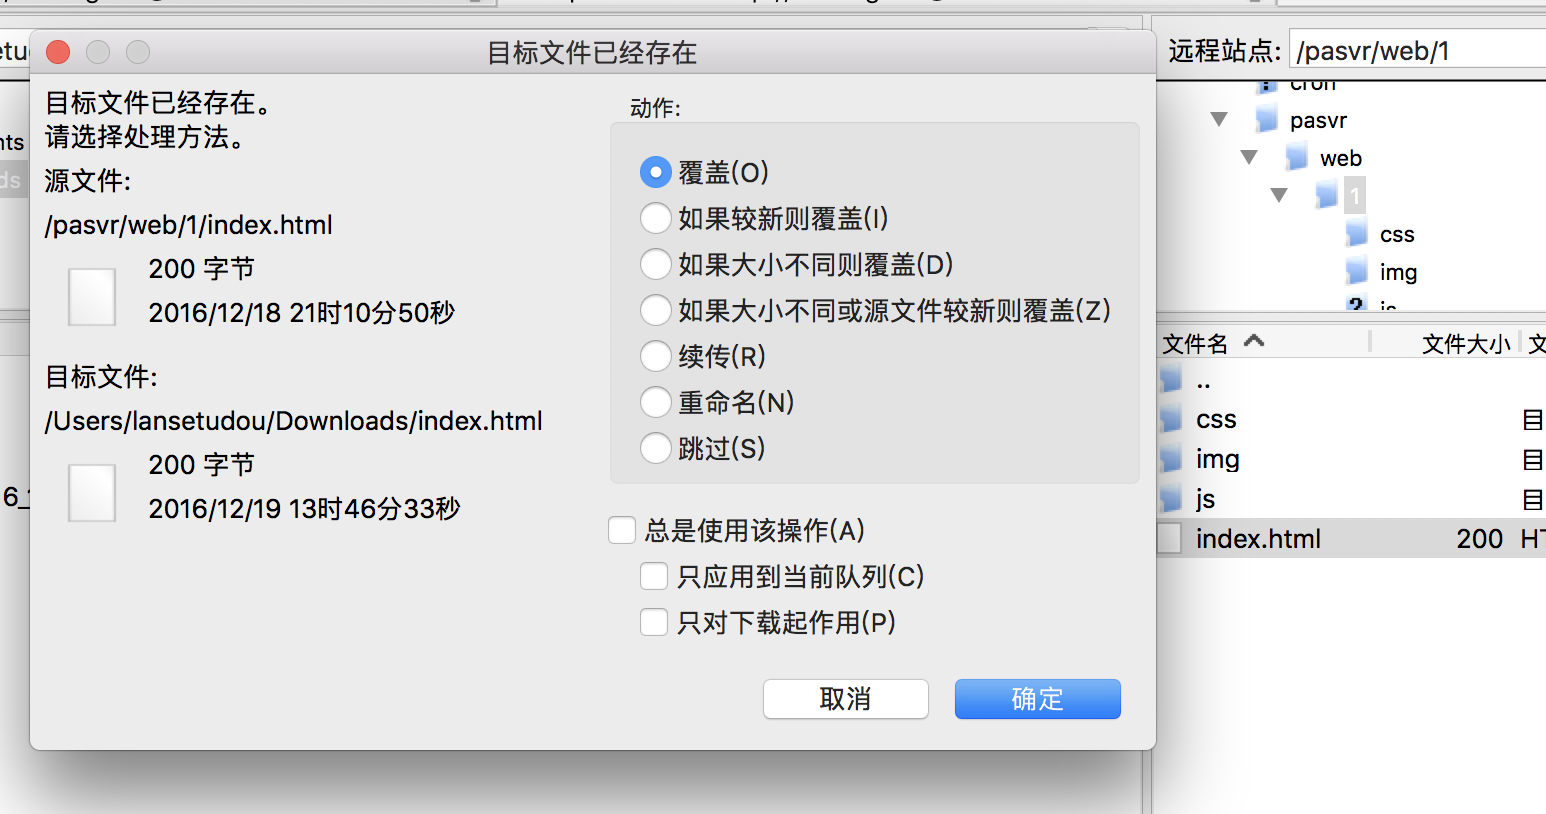 目标文件已经存在
目标文件已经存在。
请选择处理方法。
源文件:
/pasvr/web/1/index.html
200 字节
2016/12/18 21时10分50秒
目标文件:
/Users/lansetudou/Downloads/index.html
200 字节
2016/12/19 13时46分33秒
动作:
覆盖(O)
如果较新则覆盖(I)
如果大小不同则覆盖(D)
如果大小不同或源文件较新则覆盖(Z)
续传(R)
重命名(N)
跳过(S)
总是使用该操作(A)
只应用到当前队列(C)
只对下载起作用(P)
取消
确定
远程站点: /pasvr/web/1
cron
pasvr
web
1
css
img
js
文件名 文件大小 文
..
css 目
img 目
js 目
index.html 200 HT